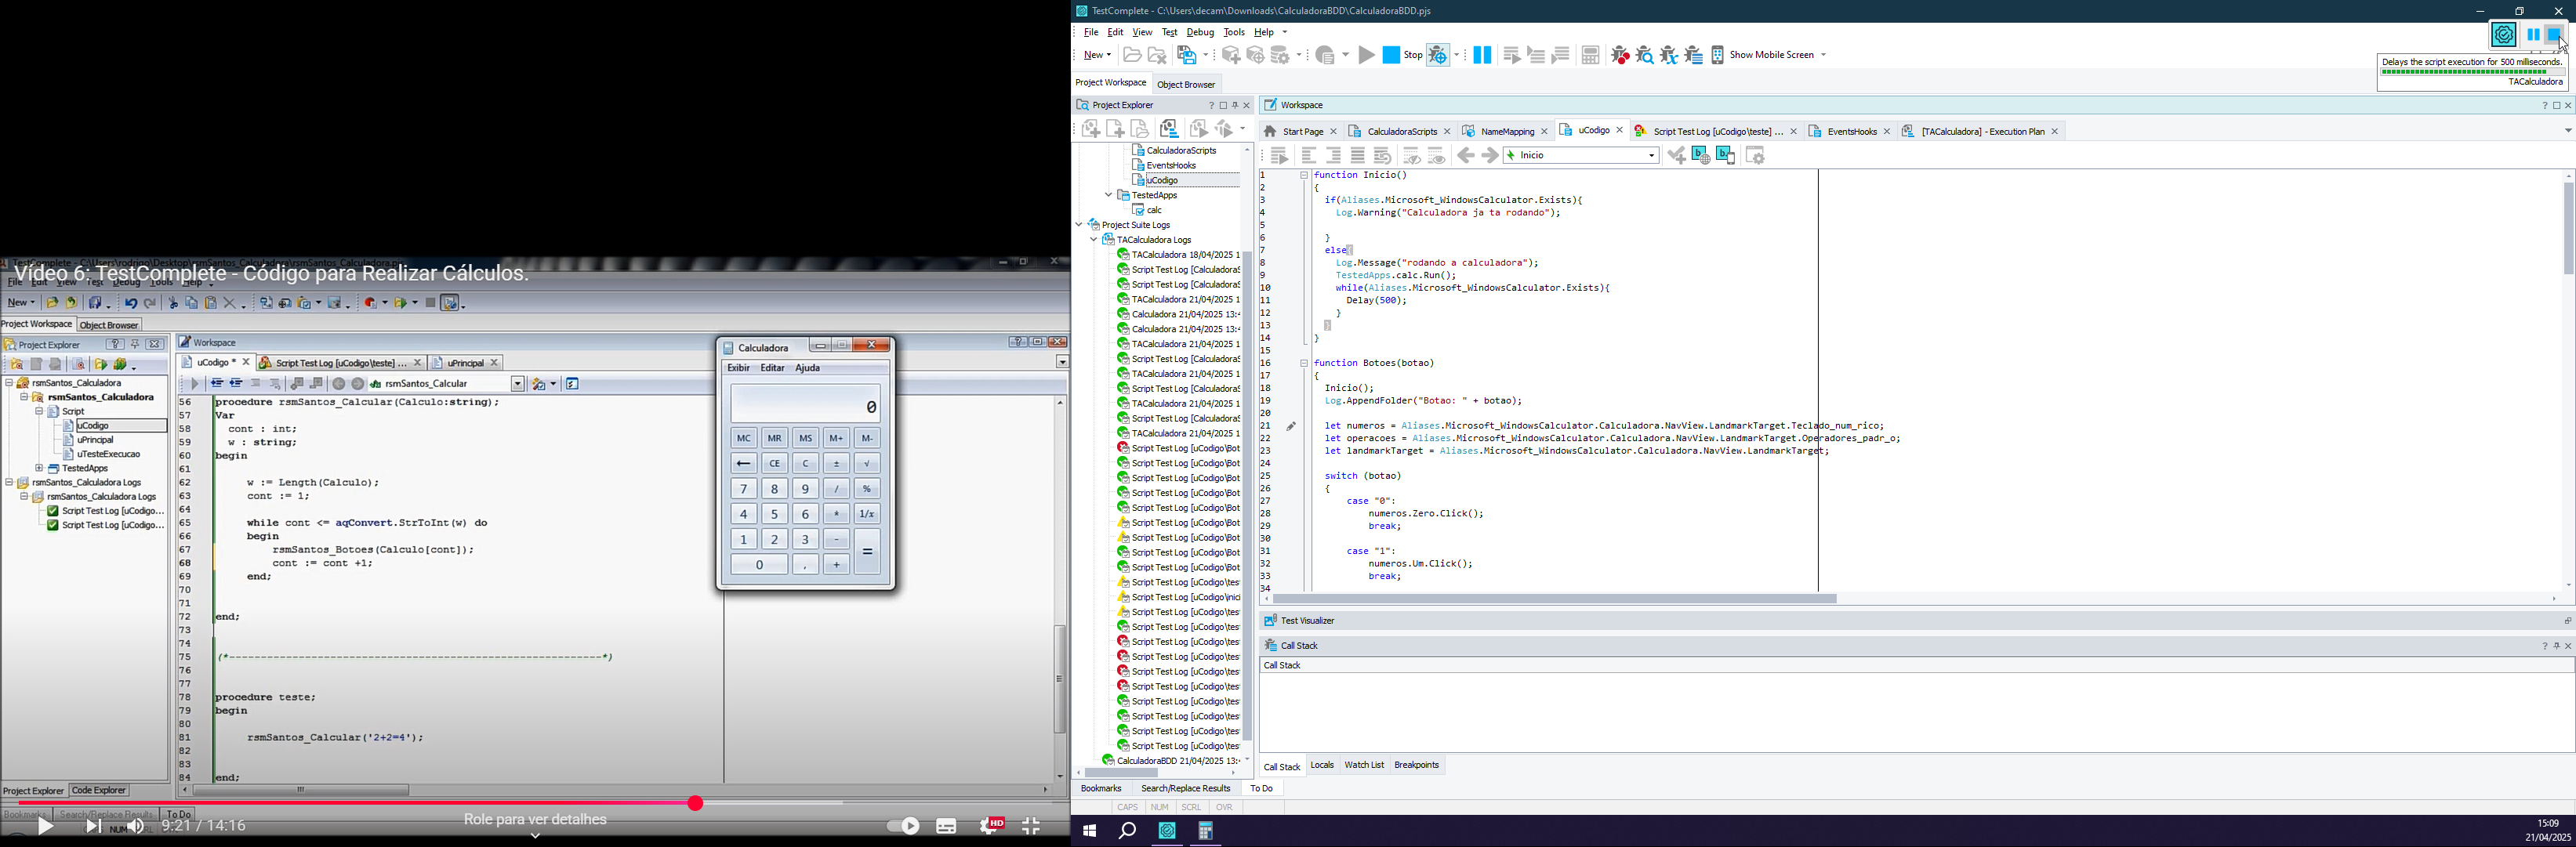 TestComplete - C:\Users\rodrigo\Desktop\rsmSantos_Calculadora\rsmSantos_Calculadora.pjs
Vídeo 6: TestComplete - Código para Realizar Cálculos.
File Edit View Test Debug Tools Help
New
Project Workspace Object Browser
Project Explorer
rsmSantos_Calculadora
rsmSantos_Calculadora
Script
uCodigo
uPrincipal
uTesteExecucao
TestedApps
rsmSantos_Calculadora Logs
rsmSantos_Calculadora Logs
Script Test Log [uCodigo...
Script Test Log [uCodigo...
Project Explorer Code Explorer
Workspace
uCodigo * Script Test Log [uCodigo\teste] ... uPrincipal
rsmSantos_Calcular
56 procedure rsmSantos_Calcular(Calculo:string);
57 Var
58 cont : int;
59 w : string;
60 begin
61
62 w := Length(Calculo);
63 cont := 1;
64
65 while cont <= aqConvert.StrToInt(w) do
66 begin
67 rsmSantos_Botoes(Calculo[cont]);
68 cont := cont +1;
69 end;
70
71
72 end;
73
74
75 (*----------------------------------------------------------*)
76
77
78 procedure teste;
79 begin
80
81 rsmSantos_Calcular('2+2=4');
82
83
84 end;
Calculadora
Exibir Editar Ajuda
0
MC MR MS M+ M-
← CE C ± √
7 8 9 / %
4 5 6 * 1/x
1 2 3 - =
0 , +
Bookmarks Search/Replace Results To Do
NUM
9:21 / 14:16
Role para ver detalhes
HD
TestComplete - C:\Users\decam\Downloads\CalculadoraBDD\CalculadoraBDD.pjs
File Edit View Test Debug Tools Help
New Stop Show Mobile Screen
Delays the script execution for 500 milliseconds.
TACalculadora
Project Workspace Object Browser
Project Explorer
CalculadoraScripts
EventsHooks
uCodigo
TestedApps
calc
Project Suite Logs
TACalculadora Logs
TACalculadora 18/04/2025 1
Script Test Log [CalculadoraS
Script Test Log [CalculadoraS
TACalculadora 21/04/2025 1
Calculadora 21/04/2025 13:4
Calculadora 21/04/2025 13:4
TACalculadora 21/04/2025 1
Script Test Log [CalculadoraS
TACalculadora 21/04/2025 1
Script Test Log [CalculadoraS
TACalculadora 21/04/2025 1
Script Test Log [CalculadoraS
TACalculadora 21/04/2025 1
Script Test Log [uCodigo\Bot
Script Test Log [uCodigo\Bot
Script Test Log [uCodigo\Bot
Script Test Log [uCodigo\Bot
Script Test Log [uCodigo\Bot
Script Test Log [uCodigo\Bot
Script Test Log [uCodigo\Bot
Script Test Log [uCodigo\Bot
Script Test Log [uCodigo\Bot
Script Test Log [uCodigo\tes
Script Test Log [uCodigo\inic
Script Test Log [uCodigo\tes
Script Test Log [uCodigo\tes
Script Test Log [uCodigo\tes
Script Test Log [uCodigo\tes
Script Test Log [uCodigo\tes
Script Test Log [uCodigo\tes
Script Test Log [uCodigo\tes
Script Test Log [uCodigo\tes
Script Test Log [uCodigo\tes
Script Test Log [uCodigo\tes
CalculadoraBDD 21/04/2025 13:4
Workspace
Start Page CalculadoraScripts NameMapping uCodigo Script Test Log [uCodigo\teste] ... EventsHooks [TACalculadora] - Execution Plan
Inicio
1 function Inicio()
2 {
3 if(Aliases.Microsoft_WindowsCalculator.Exists){
4 Log.Warning("Calculadora ja ta rodando");
5
6 }
7 else{
8 Log.Message("rodando a calculadora");
9 TestedApps.calc.Run();
10 while(Aliases.Microsoft_WindowsCalculator.Exists){
11 Delay(500);
12 }
13 }
14 }
15
16 function Botoes(botao)
17 {
18 Inicio();
19 Log.AppendFolder("Botao: " + botao);
20
21 let numeros = Aliases.Microsoft_WindowsCalculator.Calculadora.NavView.LandmarkTarget.Teclado_num_rico;
22 let operacoes = Aliases.Microsoft_WindowsCalculator.Calculadora.NavView.LandmarkTarget.Operadores_padr_o;
23 let landmarkTarget = Aliases.Microsoft_WindowsCalculator.Calculadora.NavView.LandmarkTarget;
24
25 switch (botao)
26 {
27 case "0":
28 numeros.Zero.Click();
29 break;
30
31 case "1":
32 numeros.Um.Click();
33 break;
34
Test Visualizer
Call Stack
Call Stack
Call Stack Locals Watch List Breakpoints
Bookmarks Search/Replace Results To Do
CAPS NUM SCRL OVR
15:09
21/04/2025